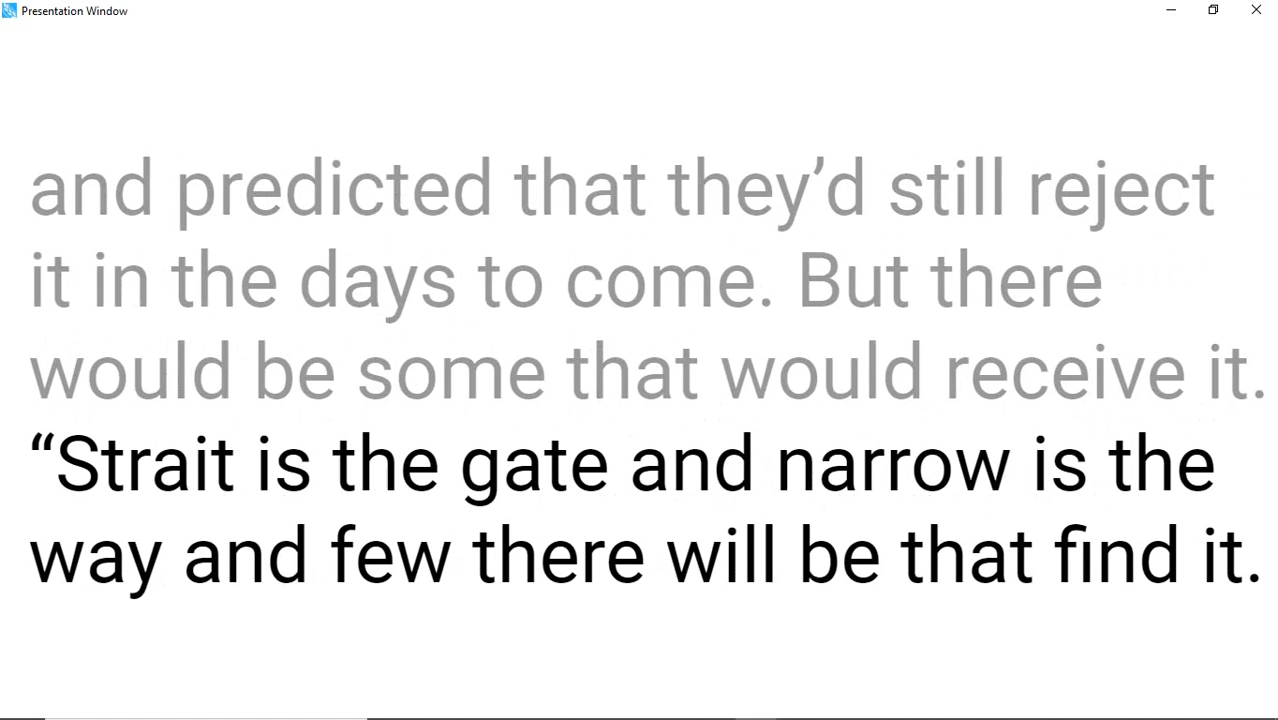 Presentation Window
and predicted that they’d still reject
it in the days to come. But there
would be some that would receive it.
“Strait is the gate and narrow is the
way and few there will be that find it.